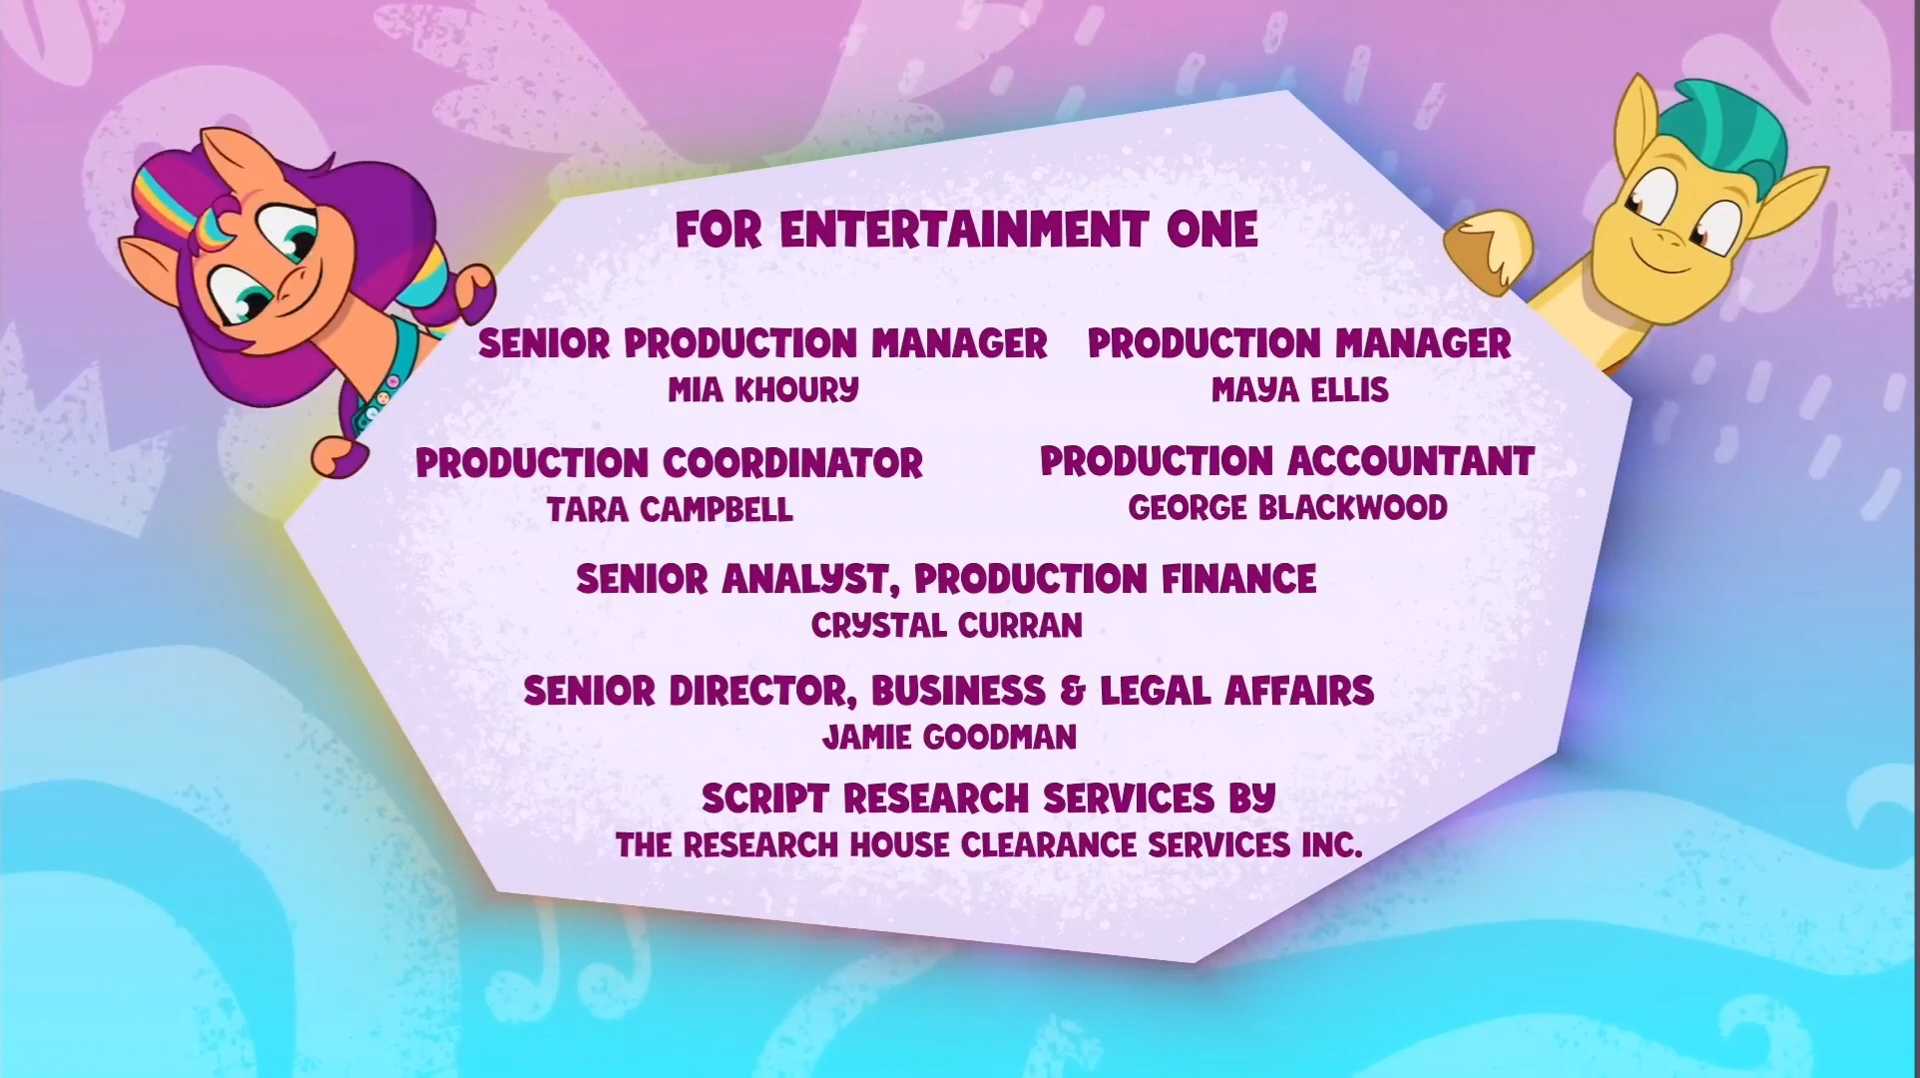 FOR ENTERTAINMENT ONE
SENIOR PRODUCTION MANAGER
MIA KHOURY
PRODUCTION MANAGER
MAYA ELLIS
PRODUCTION COORDINATOR
TARA CAMPBELL
PRODUCTION ACCOUNTANT
GEORGE BLACKWOOD
SENIOR ANALYST, PRODUCTION FINANCE
CRYSTAL CURRAN
SENIOR DIRECTOR, BUSINESS & LEGAL AFFAIRS
JAMIE GOODMAN
SCRIPT RESEARCH SERVICES BY
THE RESEARCH HOUSE CLEARANCE SERVICES INC.